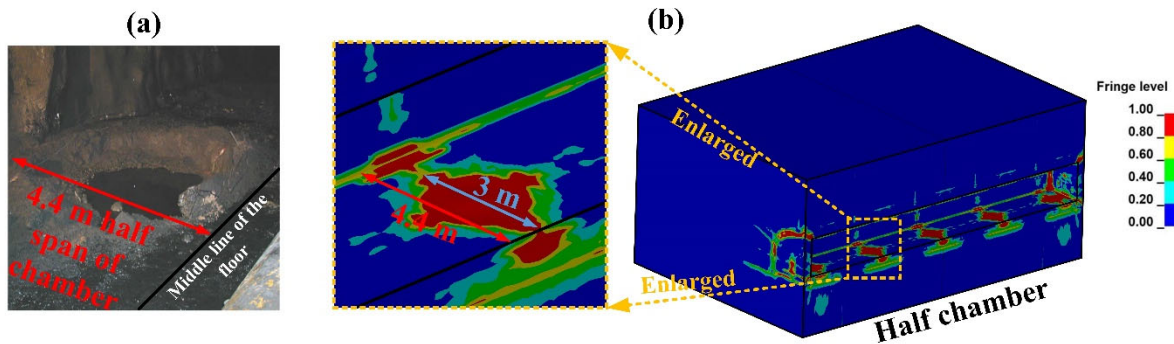 (a)
4.4 m half
span of
chamber
Middle line of the
floor
(b)
3 m
4.4 m
Enlarged
Enlarged
Half chamber
Fringe level
1.00
0.80
0.60
0.40
0.20
0.00